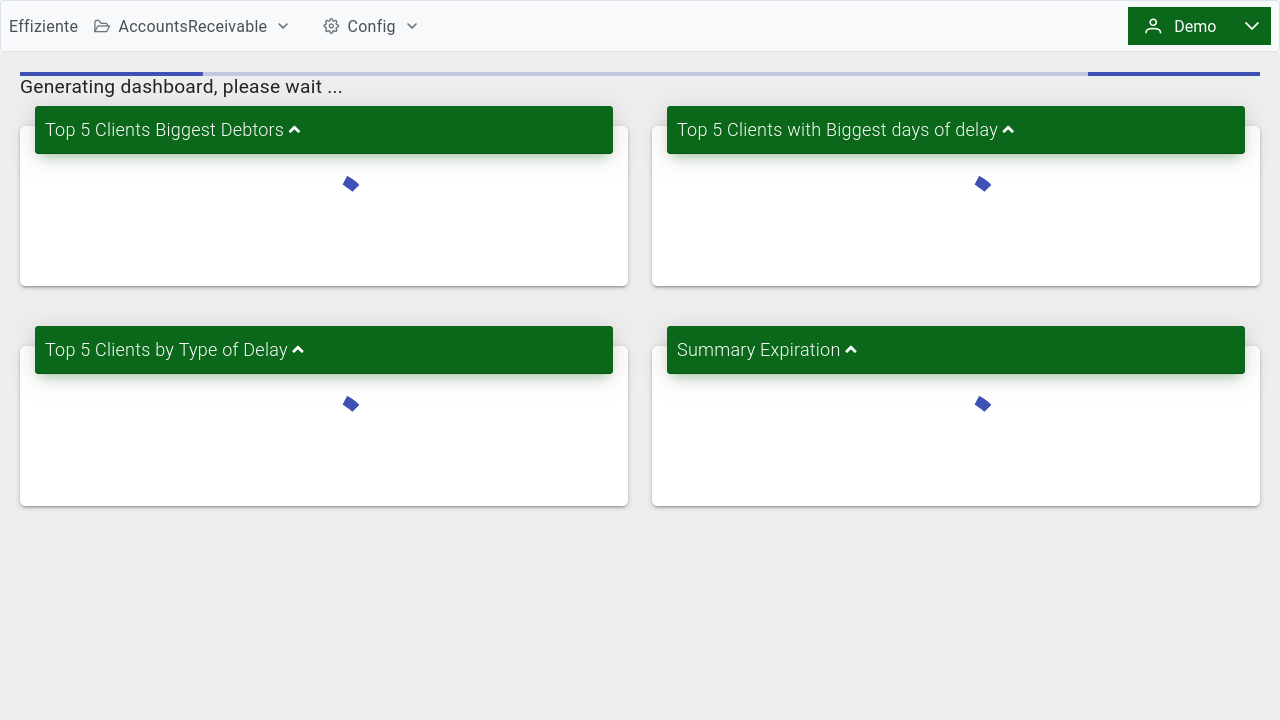 Effiziente AccountsReceivable Config Demo
Generating dashboard, please wait ...
Top 5 Clients Biggest Debtors
Top 5 Clients with Biggest days of delay
Top 5 Clients by Type of Delay
Summary Expiration